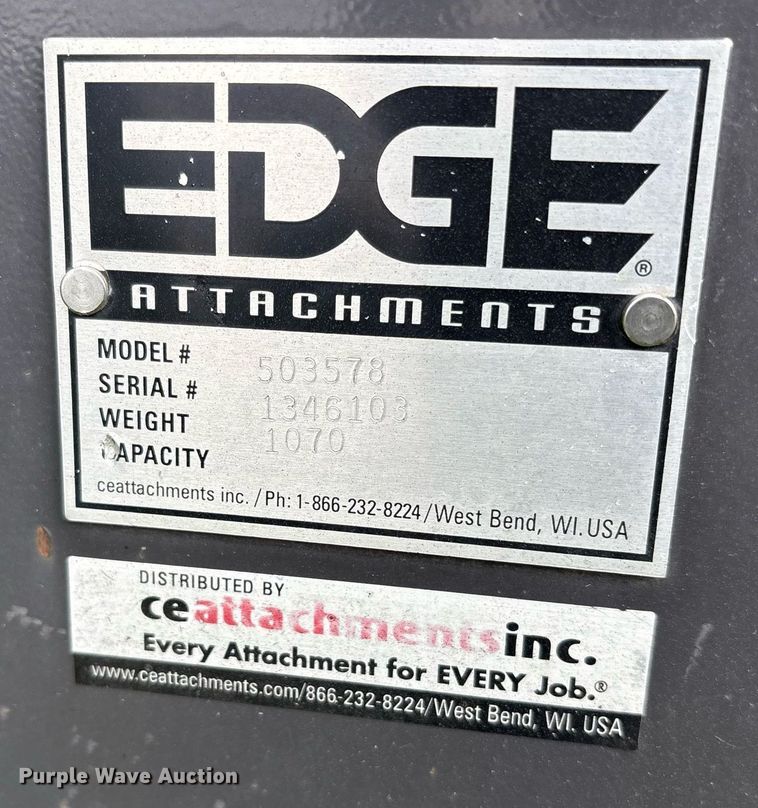 EDGE®
ATTACHMENTS
MODEL # 503578
SERIAL # 1346103
WEIGHT 1070
CAPACITY
ceattachments inc. / Ph: 1-866-232-8224 / West Bend, WI. USA
DISTRIBUTED BY
ceattachmentsinc.
Every Attachment for EVERY Job.®
www.ceattachments.com/866-232-8224/West Bend, WI. USA
Purple Wave Auction